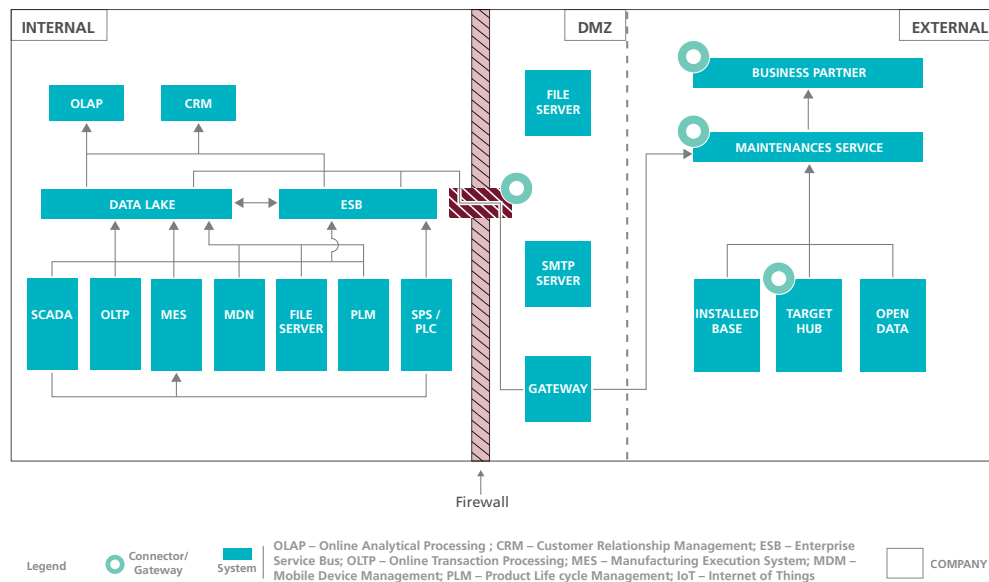 INTERNAL
DMZ
EXTERNAL
BUSINESS PARTNER
OLAP
CRM
FILE
SERVER
MAINTENANCES SERVICE
DATA LAKE
ESB
SMTP
SERVER
SCADA
OLTP
MES
MDN
FILE
SERVER
PLM
SPS /
PLC
INSTALLED
BASE
TARGET
HUB
OPEN
DATA
GATEWAY
Firewall
Legend
Connector/
Gateway
System
OLAP – Online Analytical Processing ; CRM – Customer Relationship Management; ESB – Enterprise
Service Bus; OLTP – Online Transaction Processing; MES – Manufacturing Execution System; MDM –
Mobile Device Management; PLM – Product Life cycle Management; IoT – Internet of Things
COMPANY